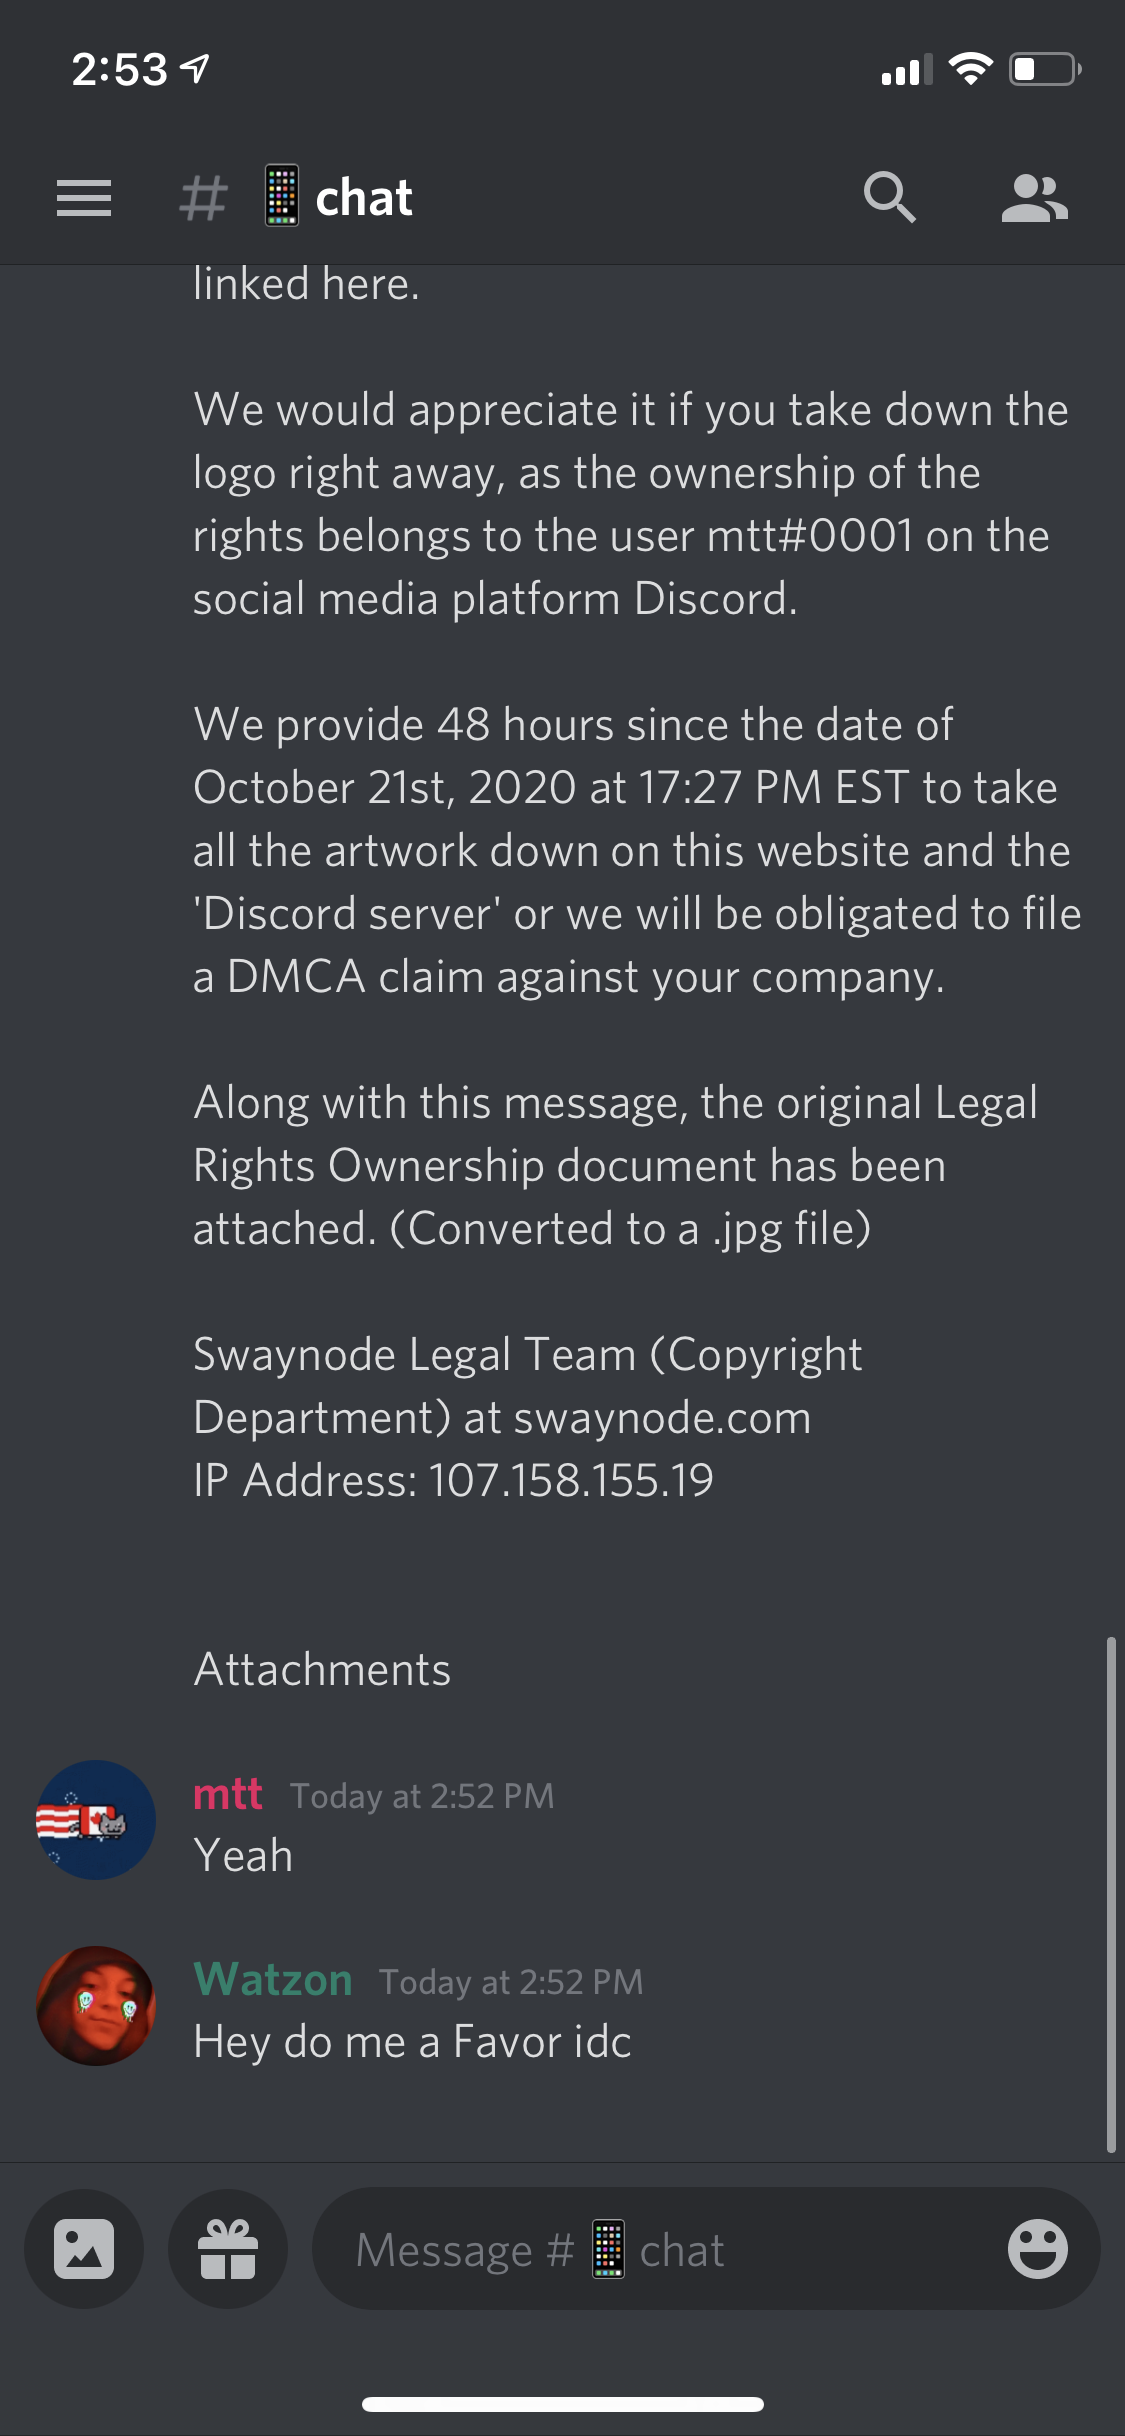 2:53
# 📱 chat
linked here.
We would appreciate it if you take down the
logo right away, as the ownership of the
rights belongs to the user mtt#0001 on the
social media platform Discord.
We provide 48 hours since the date of
October 21st, 2020 at 17:27 PM EST to take
all the artwork down on this website and the
'Discord server' or we will be obligated to file
a DMCA claim against your company.
Along with this message, the original Legal
Rights Ownership document has been
attached. (Converted to a .jpg file)
Swaynode Legal Team (Copyright
Department) at swaynode.com
IP Address: 107.158.155.19
Attachments
mtt Today at 2:52 PM
Yeah
Watzon Today at 2:52 PM
Hey do me a Favor idc
Message #📱chat